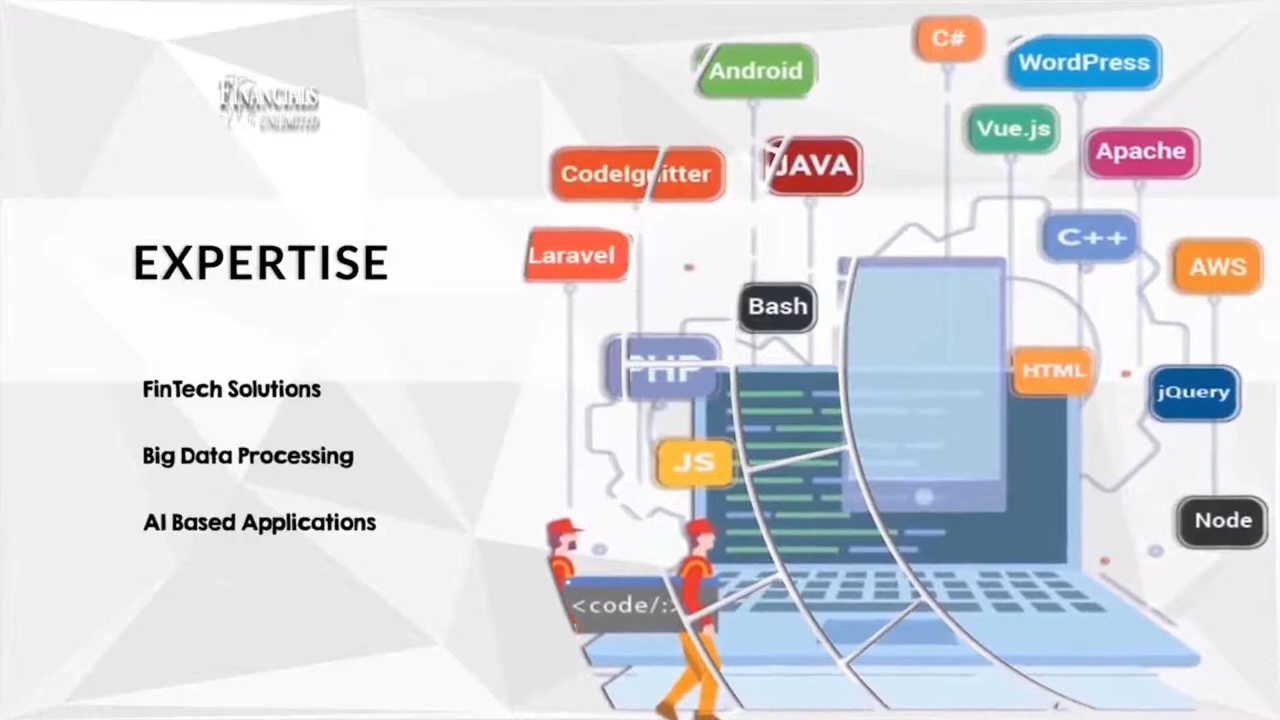 FINANCIALS
UNLIMITED
EXPERTISE
FinTech Solutions
Big Data Processing
AI Based Applications
C#
Android
WordPress
Vue.js
Apache
CodeIgnitter
JAVA
C++
Laravel
AWS
Bash
PHP
HTML
jQuery
JS
Node
<code/:>